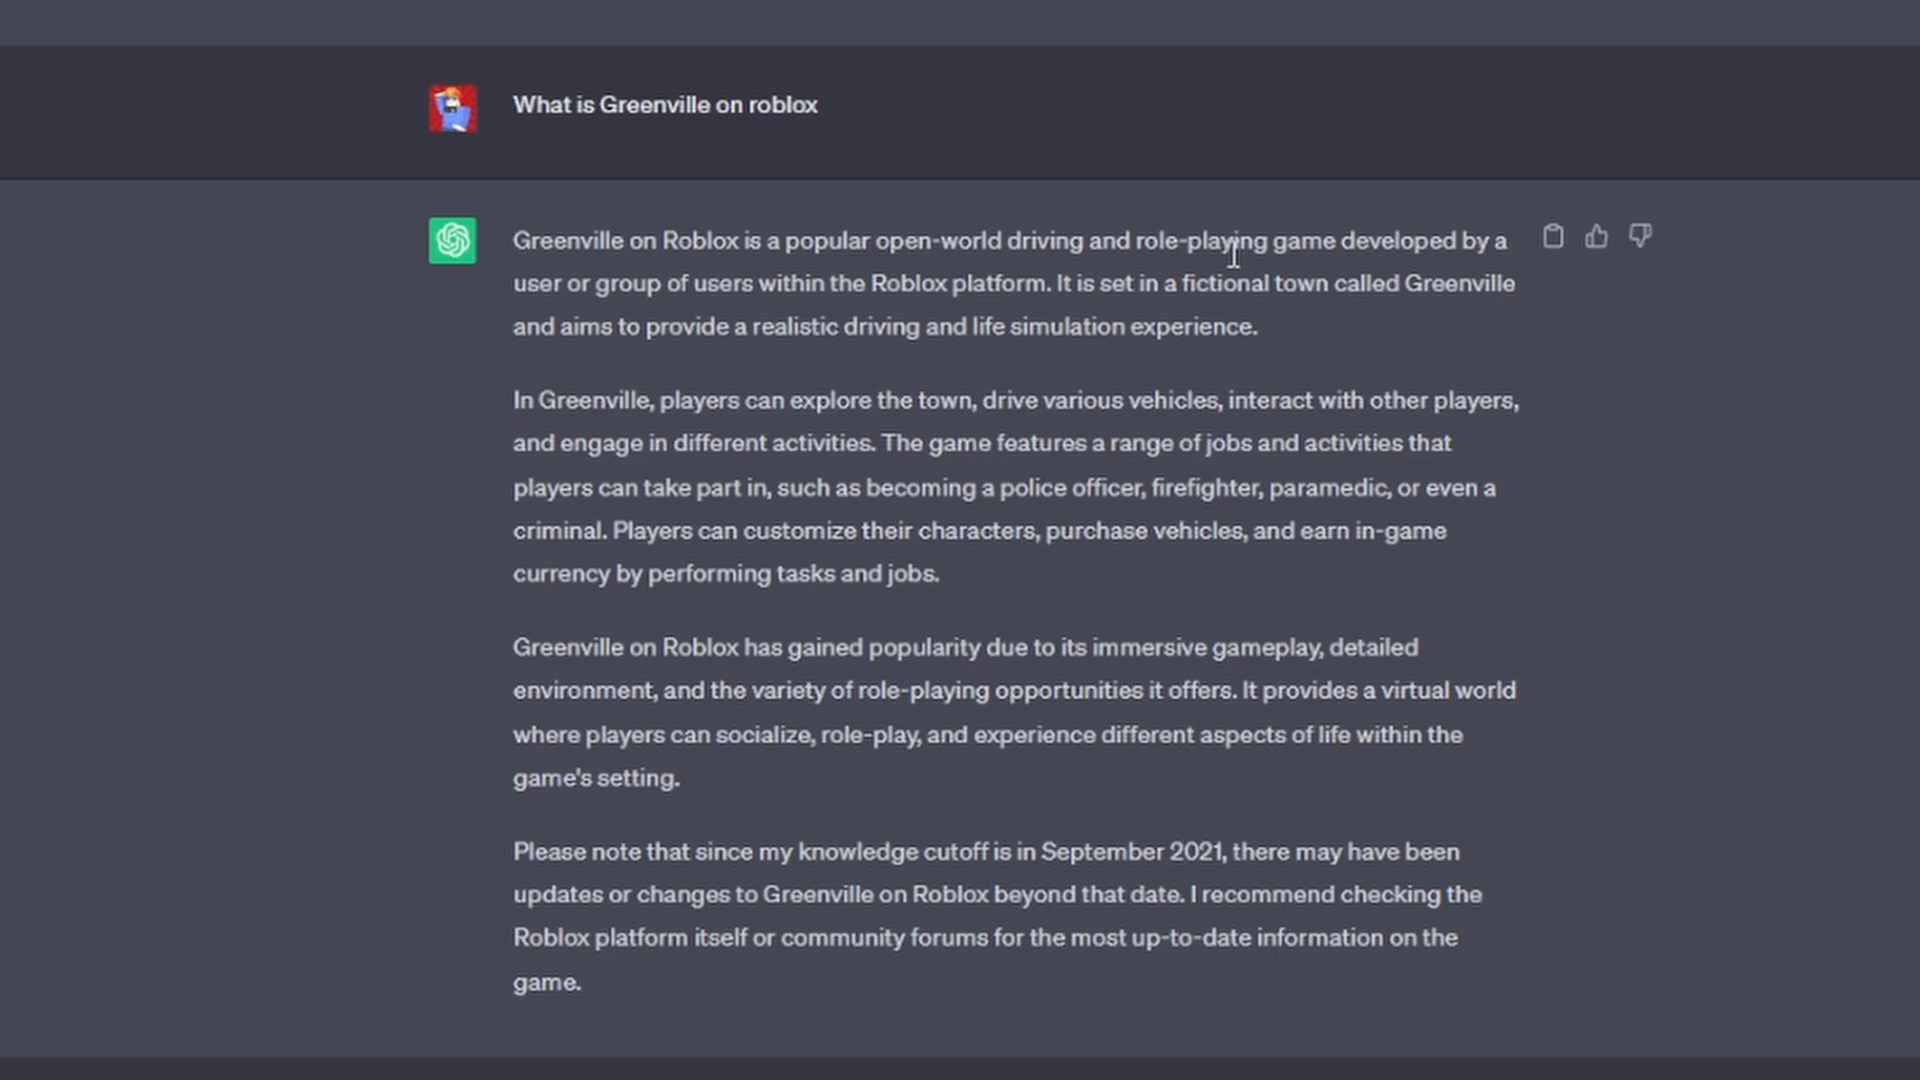 What is Greenville on roblox
Greenville on Roblox is a popular open-world driving and role-playing game developed by a
user or group of users within the Roblox platform. It is set in a fictional town called Greenville
and aims to provide a realistic driving and life simulation experience.
In Greenville, players can explore the town, drive various vehicles, interact with other players,
and engage in different activities. The game features a range of jobs and activities that
players can take part in, such as becoming a police officer, firefighter, paramedic, or even a
criminal. Players can customize their characters, purchase vehicles, and earn in-game
currency by performing tasks and jobs.
Greenville on Roblox has gained popularity due to its immersive gameplay, detailed
environment, and the variety of role-playing opportunities it offers. It provides a virtual world
where players can socialize, role-play, and experience different aspects of life within the
game's setting.
Please note that since my knowledge cutoff is in September 2021, there may have been
updates or changes to Greenville on Roblox beyond that date. I recommend checking the
Roblox platform itself or community forums for the most up-to-date information on the
game.